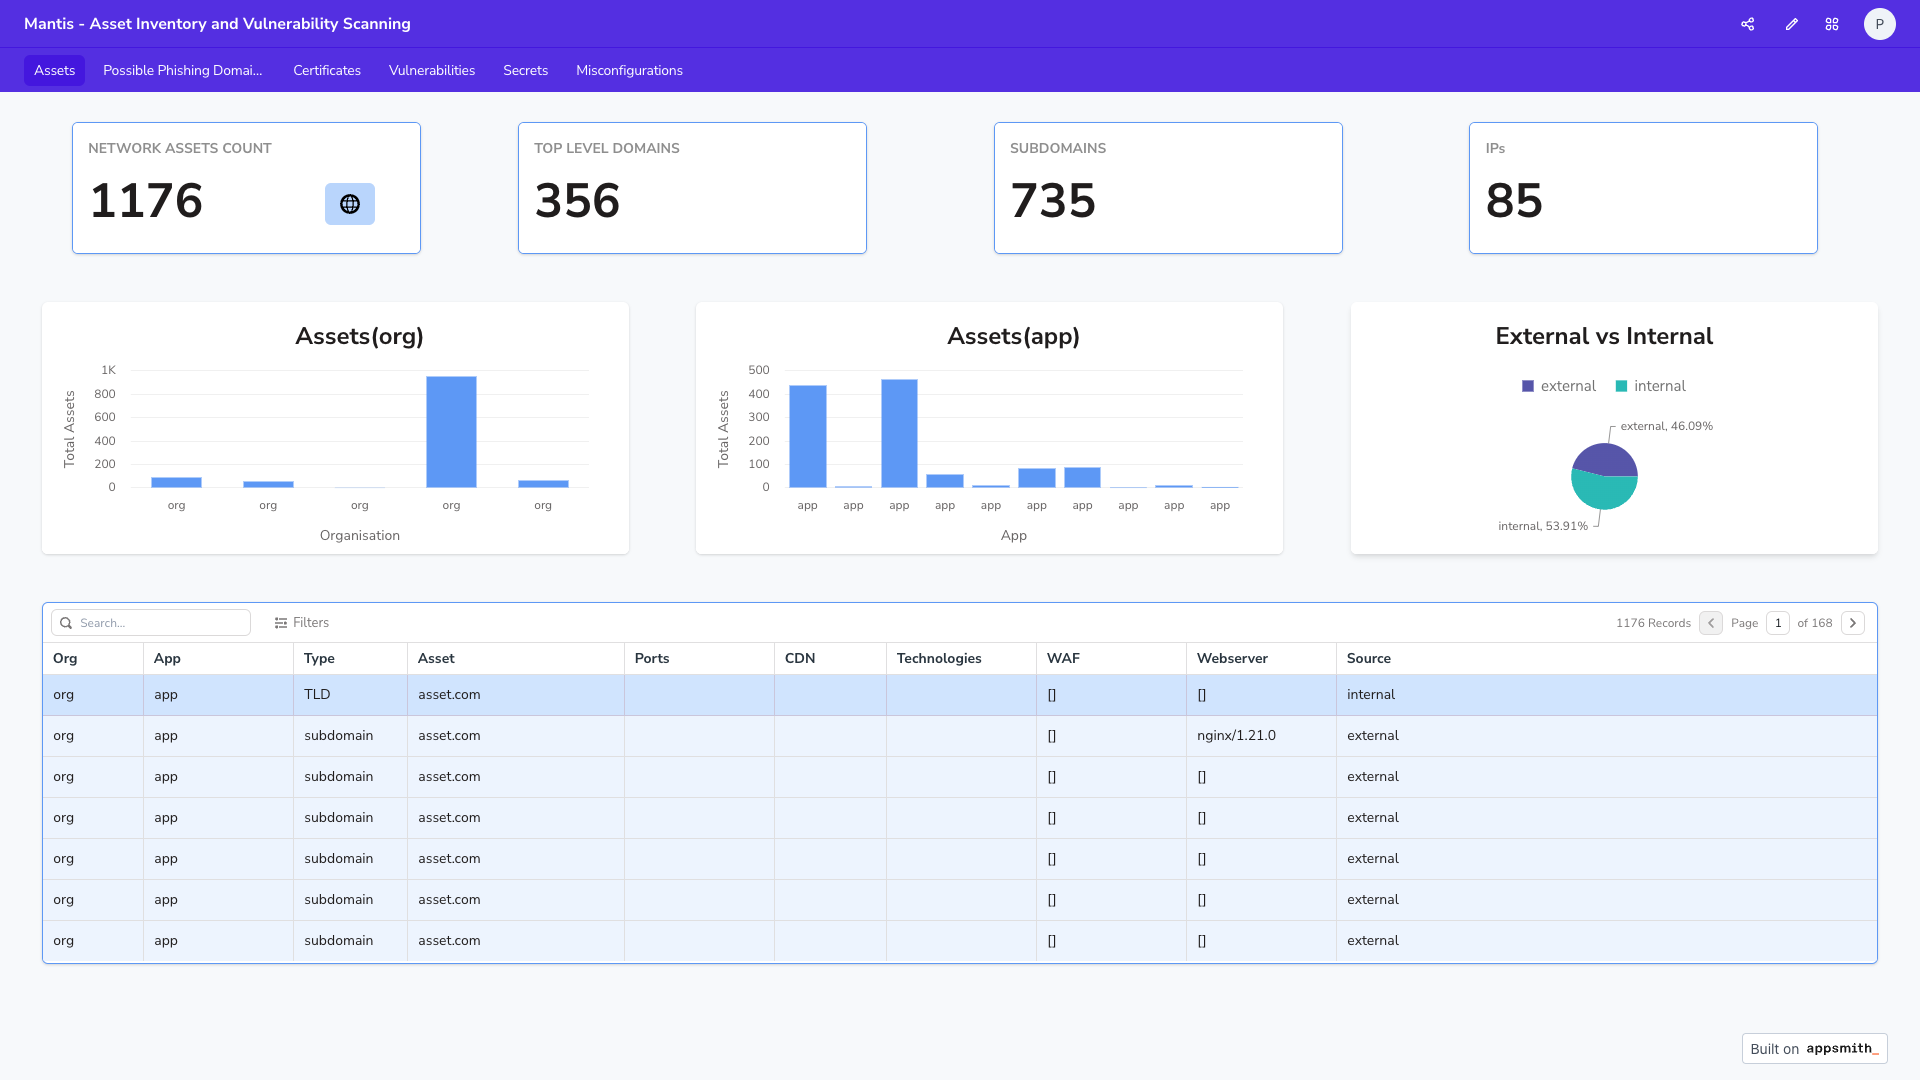 Mantis - Asset Inventory and Vulnerability Scanning
P
Assets
Possible Phishing Domai...
Certificates
Vulnerabilities
Secrets
Misconfigurations
NETWORK ASSETS COUNT
1176
TOP LEVEL DOMAINS
356
SUBDOMAINS
735
IPs
85
Assets(org)
Total Assets
1K
800
600
400
200
0
org org org org org
Organisation
Assets(app)
Total Assets
500
400
300
200
100
0
app app app app app app app app app app
App
External vs Internal
external internal
external, 46.09%
internal, 53.91%
Search...
Filters
1176 Records
Page 1 of 168
Org App Type Asset Ports CDN Technologies WAF Webserver Source
org app TLD asset.com [] [] internal
org app subdomain asset.com [] nginx/1.21.0 external
org app subdomain asset.com [] [] external
org app subdomain asset.com [] [] external
org app subdomain asset.com [] [] external
org app subdomain asset.com [] [] external
org app subdomain asset.com [] [] external
Built on appsmith_